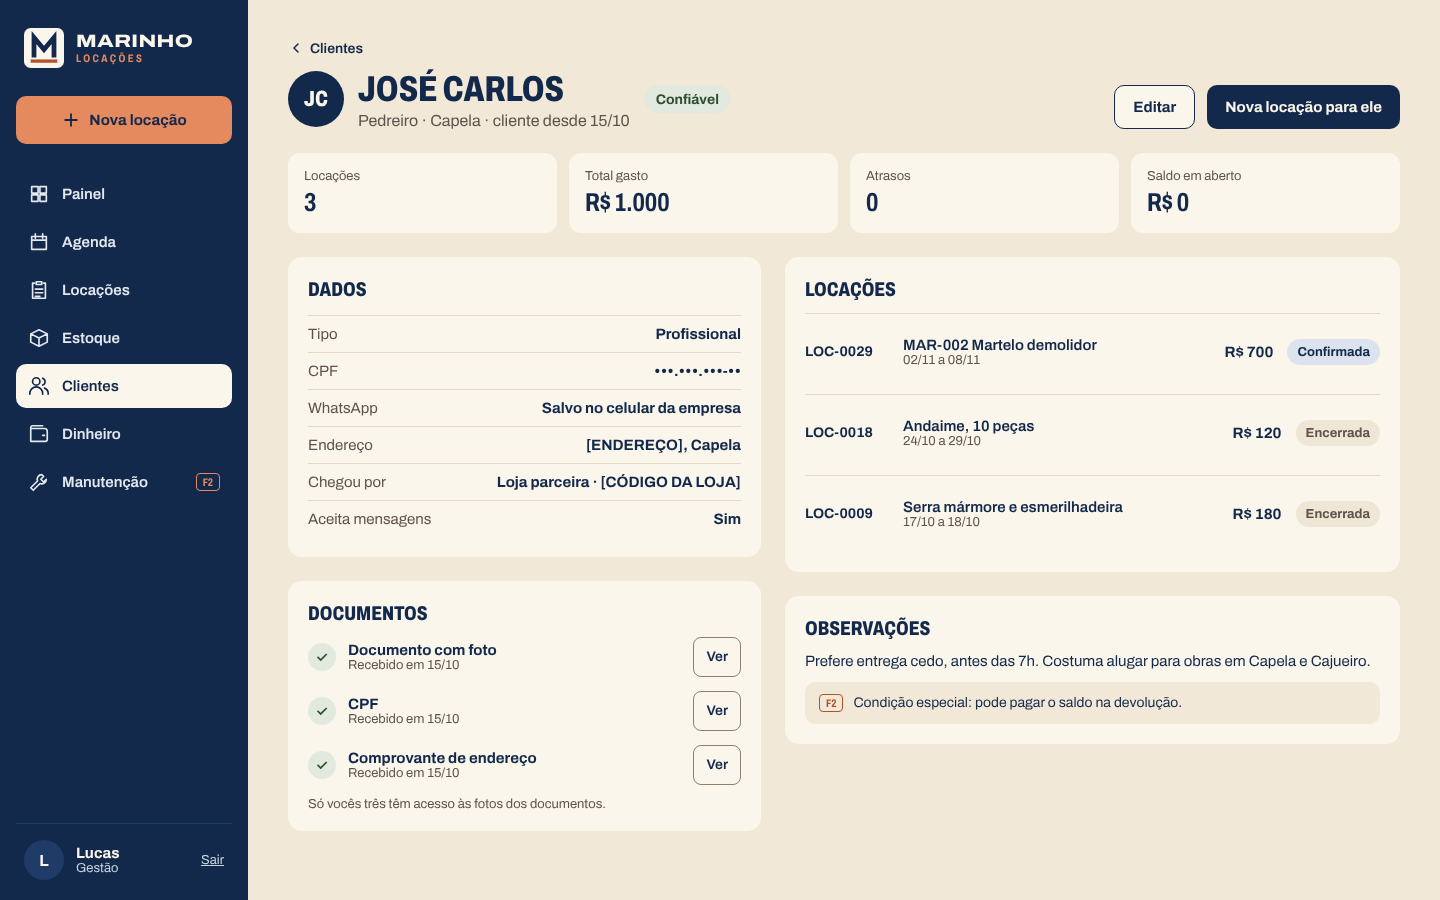 MARINHO
LOCAÇÕES
Nova locação
Painel
Agenda
Locações
Estoque
Clientes
Dinheiro
Manutenção F2
L
Lucas
Gestão
Sair
Clientes
JC
JOSÉ CARLOS
Pedreiro · Capela · cliente desde 15/10
Confiável
Editar
Nova locação para ele
Locações
3
Total gasto
R$ 1.000
Atrasos
0
Saldo em aberto
R$ 0
DADOS
Tipo Profissional
CPF •••.•••.•••-••
WhatsApp Salvo no celular da empresa
Endereço [ENDEREÇO], Capela
Chegou por Loja parceira · [CÓDIGO DA LOJA]
Aceita mensagens Sim
DOCUMENTOS
Documento com foto
Recebido em 15/10
Ver
CPF
Recebido em 15/10
Ver
Comprovante de endereço
Recebido em 15/10
Ver
Só vocês três têm acesso às fotos dos documentos.
LOCAÇÕES
LOC-0029
MAR-002 Martelo demolidor
02/11 a 08/11
R$ 700
Confirmada
LOC-0018
Andaime, 10 peças
24/10 a 29/10
R$ 120
Encerrada
LOC-0009
Serra mármore e esmerilhadeira
17/10 a 18/10
R$ 180
Encerrada
OBSERVAÇÕES
Prefere entrega cedo, antes das 7h. Costuma alugar para obras em Capela e Cajueiro.
F2 Condição especial: pode pagar o saldo na devolução.